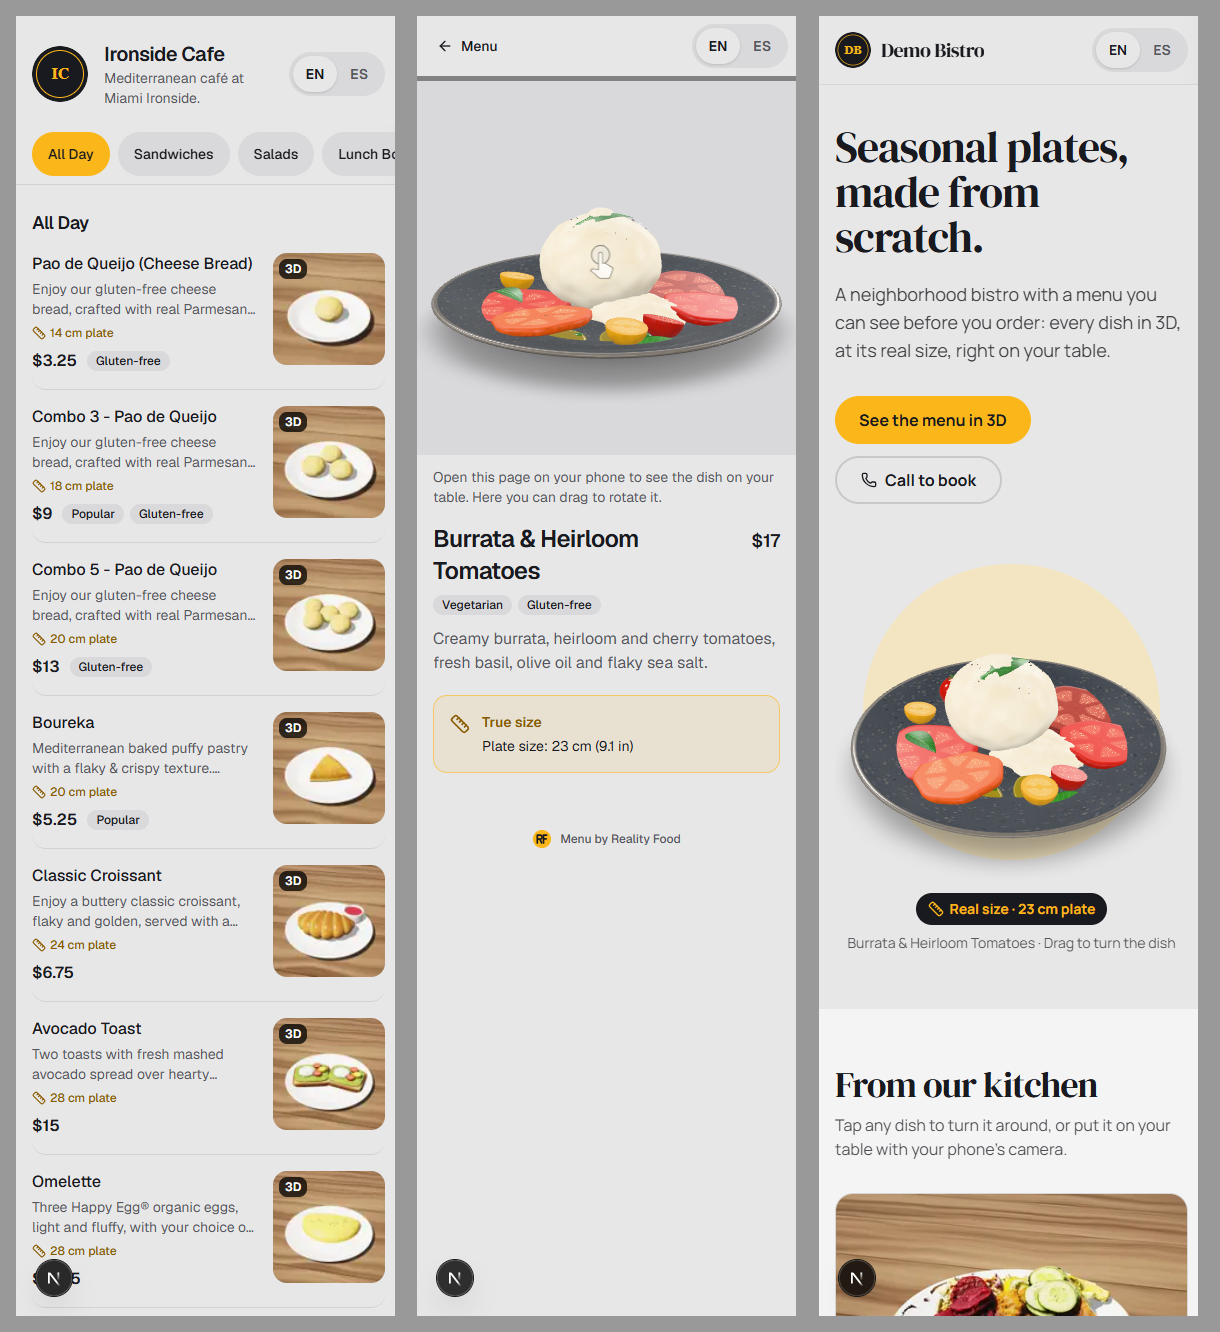 IC
Ironside Cafe
Mediterranean café at
Miami Ironside.
EN ES
All Day Sandwiches Salads Lunch Bo
All Day
Pao de Queijo (Cheese Bread)
Enjoy our gluten-free cheese
bread, crafted with real Parmesan...
14 cm plate
$3.25 Gluten-free
3D
Combo 3 - Pao de Queijo
Enjoy our gluten-free cheese
bread, crafted with real Parmesan...
18 cm plate
$9 Popular Gluten-free
3D
Combo 5 - Pao de Queijo
Enjoy our gluten-free cheese
bread, crafted with real Parmesan...
20 cm plate
$13 Gluten-free
3D
Boureka
Mediterranean baked puffy pastry
with a flaky & crispy texture....
20 cm plate
$5.25 Popular
3D
Classic Croissant
Enjoy a buttery classic croissant,
flaky and golden, served with a...
24 cm plate
$6.75
3D
Avocado Toast
Two toasts with fresh mashed
avocado spread over hearty...
28 cm plate
$15
3D
Omelette
Three Happy Egg® organic eggs,
light and fluffy, with your choice o...
28 cm plate
3D
N
← Menu
EN ES
Open this page on your phone to see the dish on your
table. Here you can drag to rotate it.
Burrata & Heirloom
Tomatoes
$17
Vegetarian Gluten-free
Creamy burrata, heirloom and cherry tomatoes,
fresh basil, olive oil and flaky sea salt.
True size
Plate size: 23 cm (9.1 in)
RF Menu by Reality Food
N
DB Demo Bistro
EN ES
Seasonal plates,
made from
scratch.
A neighborhood bistro with a menu you
can see before you order: every dish in 3D,
at its real size, right on your table.
See the menu in 3D
Call to book
Real size · 23 cm plate
Burrata & Heirloom Tomatoes · Drag to turn the dish
From our kitchen
Tap any dish to turn it around, or put it on your
table with your phone's camera.
N